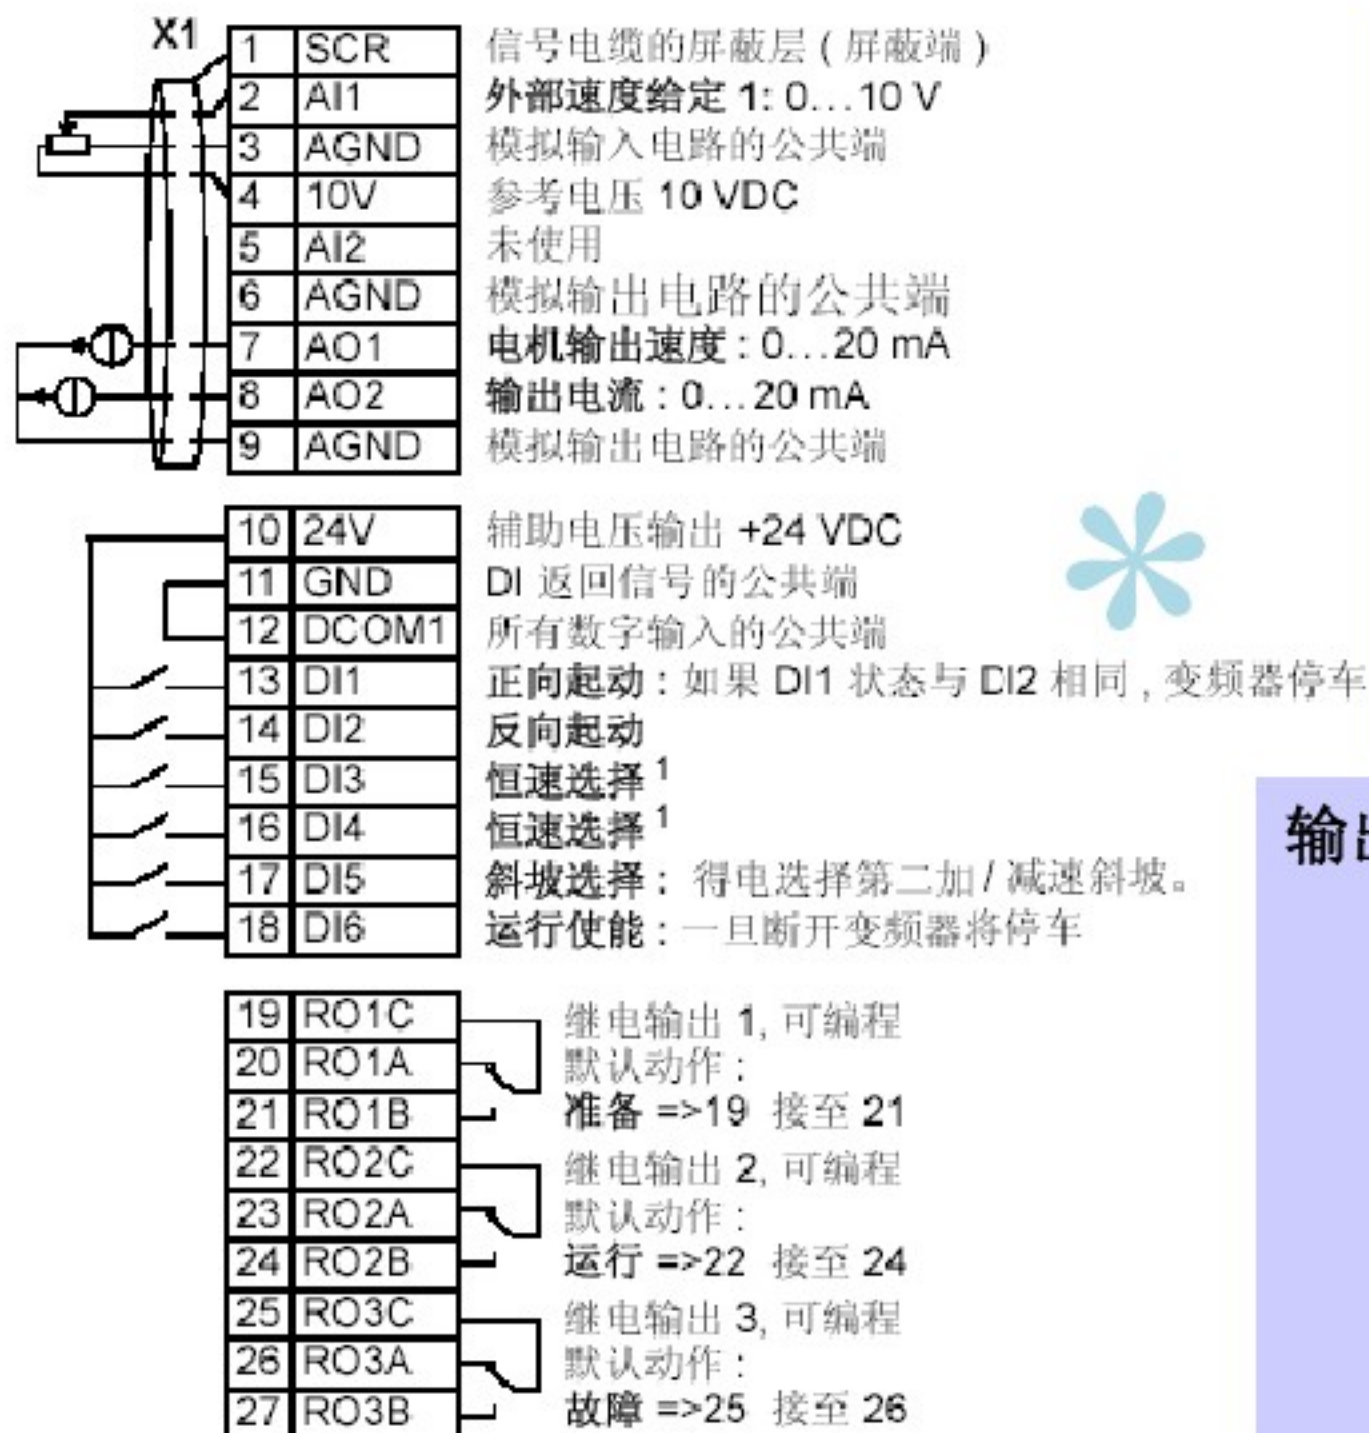 X1
1 SCR 信号电缆的屏蔽层 ( 屏蔽端 )
2 AI1 外部速度给定 1: 0…10 V
3 AGND 模拟输入电路的公共端
4 10V 参考电压 10 VDC
5 AI2 未使用
6 AGND 模拟输出电路的公共端
7 AO1 电机输出速度 : 0…20 mA
8 AO2 输出电流 : 0…20 mA
9 AGND 模拟输出电路的公共端
10 24V 辅助电压输出 +24 VDC
11 GND DI 返回信号的公共端
12 DCOM1 所有数字输入的公共端
13 DI1 正向起动 : 如果 DI1 状态与 DI2 相同 , 变频器停车
14 DI2 反向起动
15 DI3 恒速选择 1
16 DI4 恒速选择 1
17 DI5 斜坡选择 : 得电选择第二加 / 减速斜坡。
18 DI6 运行使能 : 一旦断开变频器将停车
19 RO1C 继电输出 1, 可编程
20 RO1A 默认动作 :
21 RO1B 准备 =>19 接至 21
22 RO2C 继电输出 2, 可编程
23 RO2A 默认动作 :
24 RO2B 运行 =>22 接至 24
25 RO3C 继电输出 3, 可编程
26 RO3A 默认动作 :
27 RO3B 故障 =>25 接至 26
输出